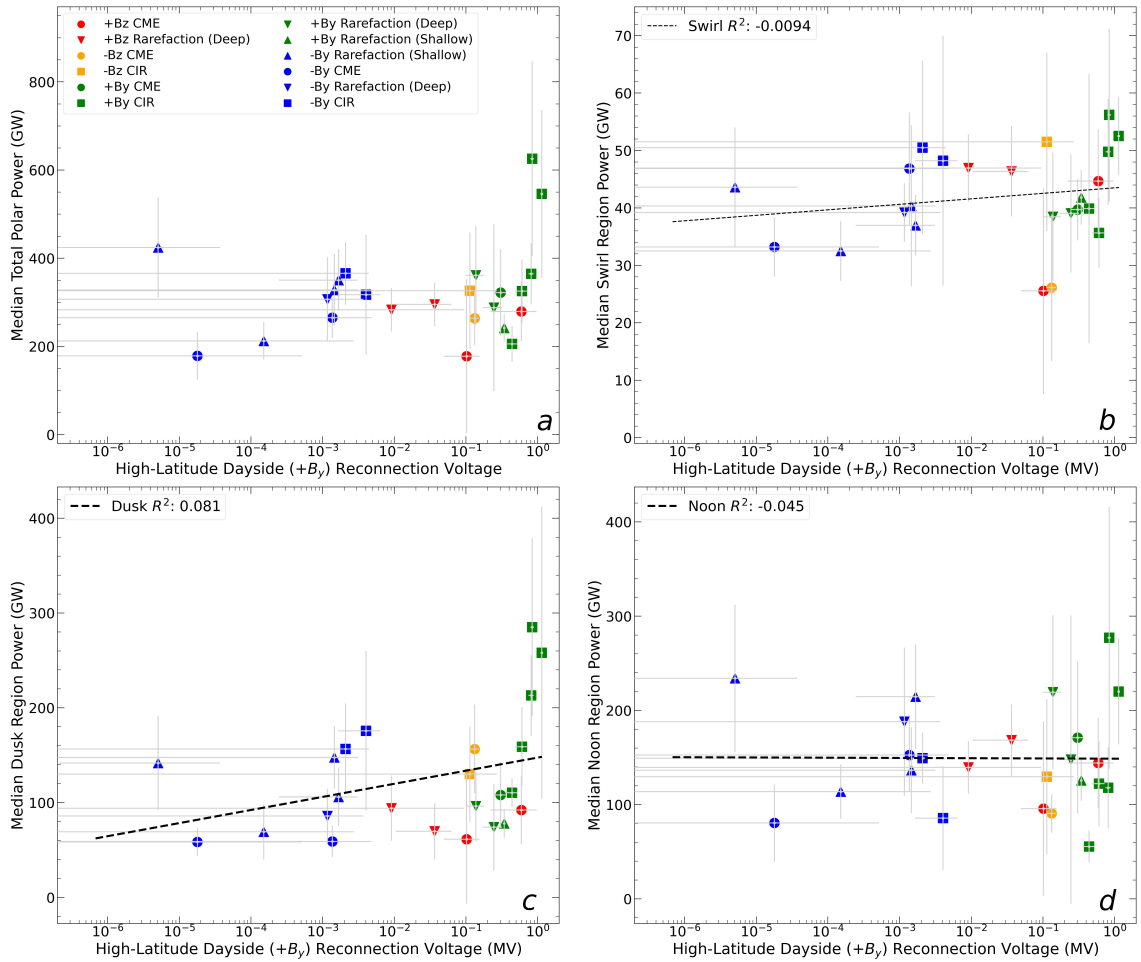 +Bz CME
+Bz Rarefaction (Deep)
-Bz CME
-Bz CIR
+By CME
+By CIR
+By Rarefaction (Deep)
+By Rarefaction (Shallow)
-By Rarefaction (Shallow)
-By CME
-By Rarefaction (Deep)
-By CIR
800
600
400
200
0
Median Total Polar Power (GW)
a
10⁻⁶ 10⁻⁵ 10⁻⁴ 10⁻³ 10⁻² 10⁻¹ 10⁰
High-Latitude Dayside (+B_y) Reconnection Voltage
Swirl R²: -0.0094
70
60
50
40
30
20
10
0
Median Swirl Region Power (GW)
b
10⁻⁶ 10⁻⁵ 10⁻⁴ 10⁻³ 10⁻² 10⁻¹ 10⁰
High-Latitude Dayside (+B_y) Reconnection Voltage (MV)
Dusk R²: 0.081
400
300
200
100
0
Median Dusk Region Power (GW)
c
10⁻⁶ 10⁻⁵ 10⁻⁴ 10⁻³ 10⁻² 10⁻¹ 10⁰
High-Latitude Dayside (+B_y) Reconnection Voltage (MV)
Noon R²: -0.045
400
300
200
100
0
Median Noon Region Power (GW)
d
10⁻⁶ 10⁻⁵ 10⁻⁴ 10⁻³ 10⁻² 10⁻¹ 10⁰
High-Latitude Dayside (+B_y) Reconnection Voltage (MV)